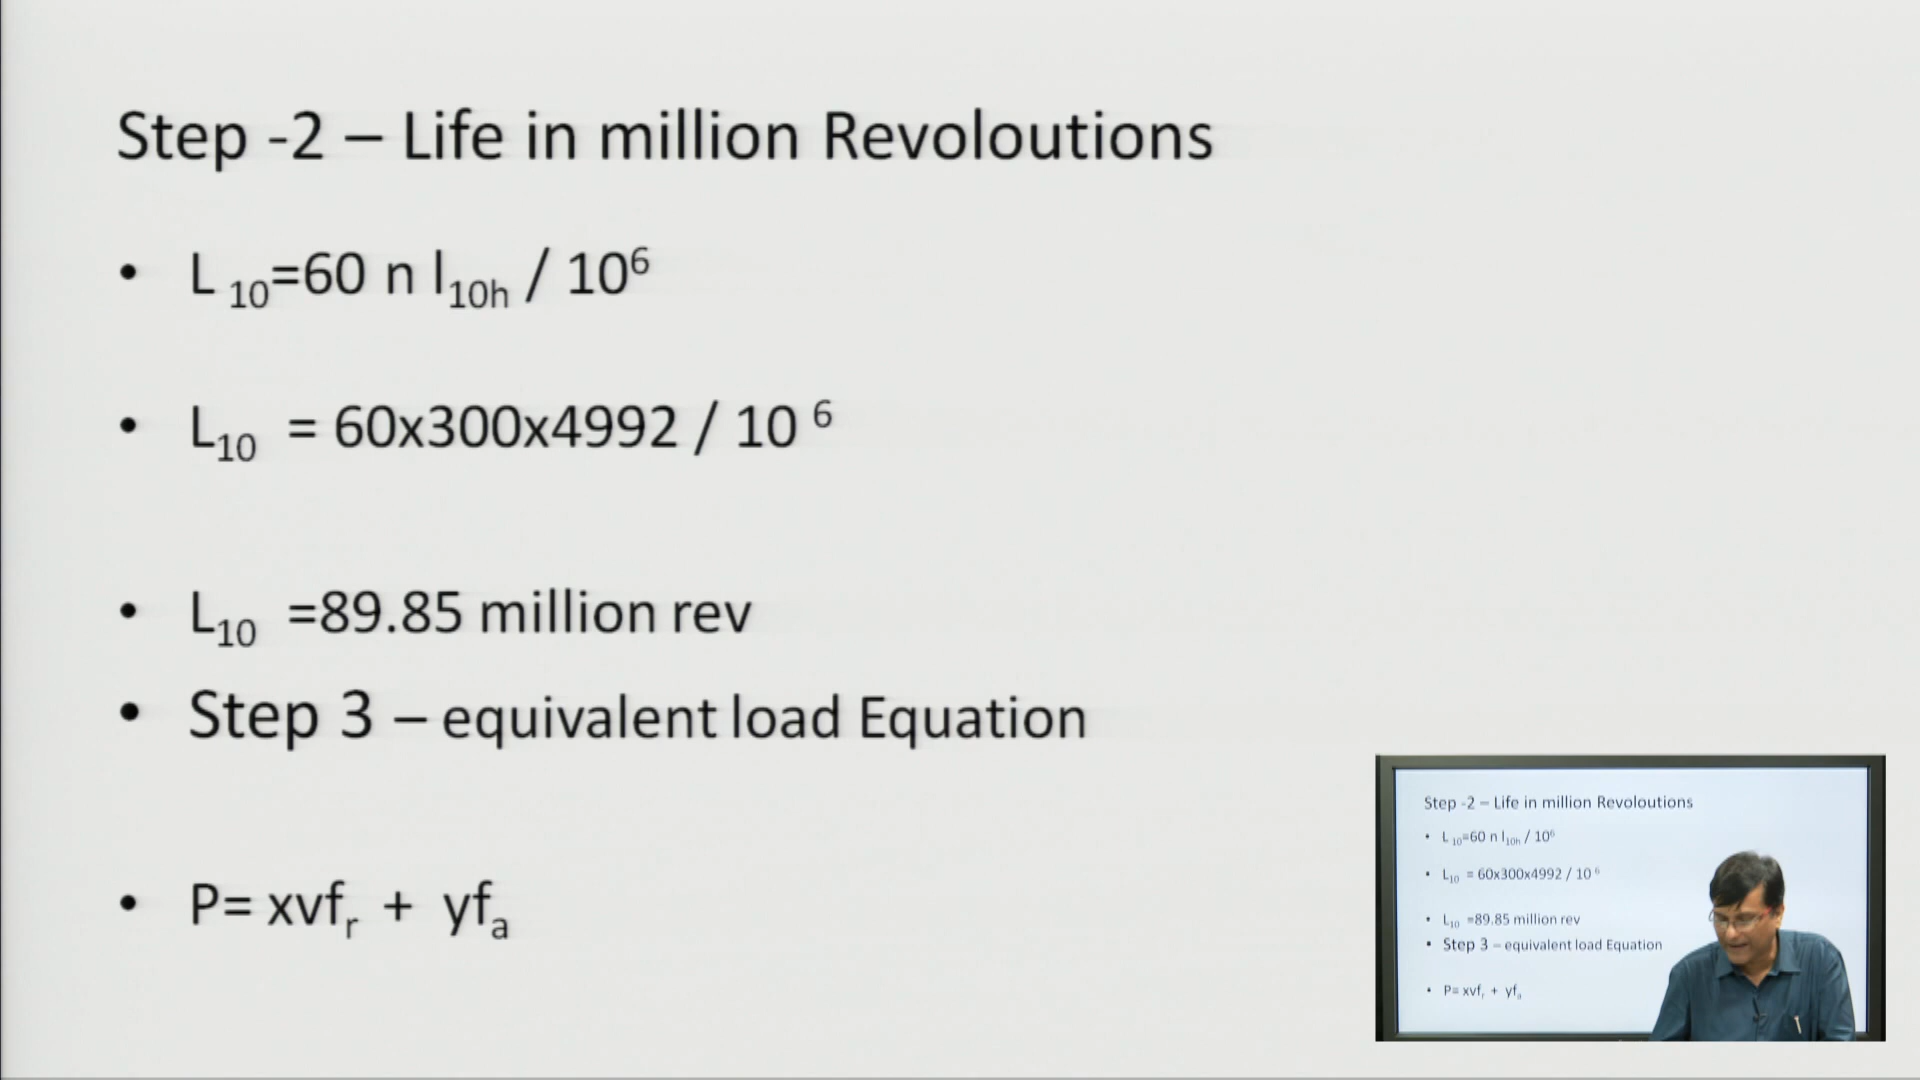 Step -2 – Life in million Revoloutions
• L 10=60 n l10h / 10⁶
• L10 = 60x300x4992 / 10 ⁶
• L10 =89.85 million rev
• Step 3 – equivalent load Equation
• P= xvfr + yfa
Step -2 – Life in million Revoloutions
• L 10=60 n l10h / 10⁶
• L10 = 60x300x4992 / 10 ⁶
• L10 =89.85 million rev
• Step 3 – equivalent load Equation
• P= xvfr + yfa